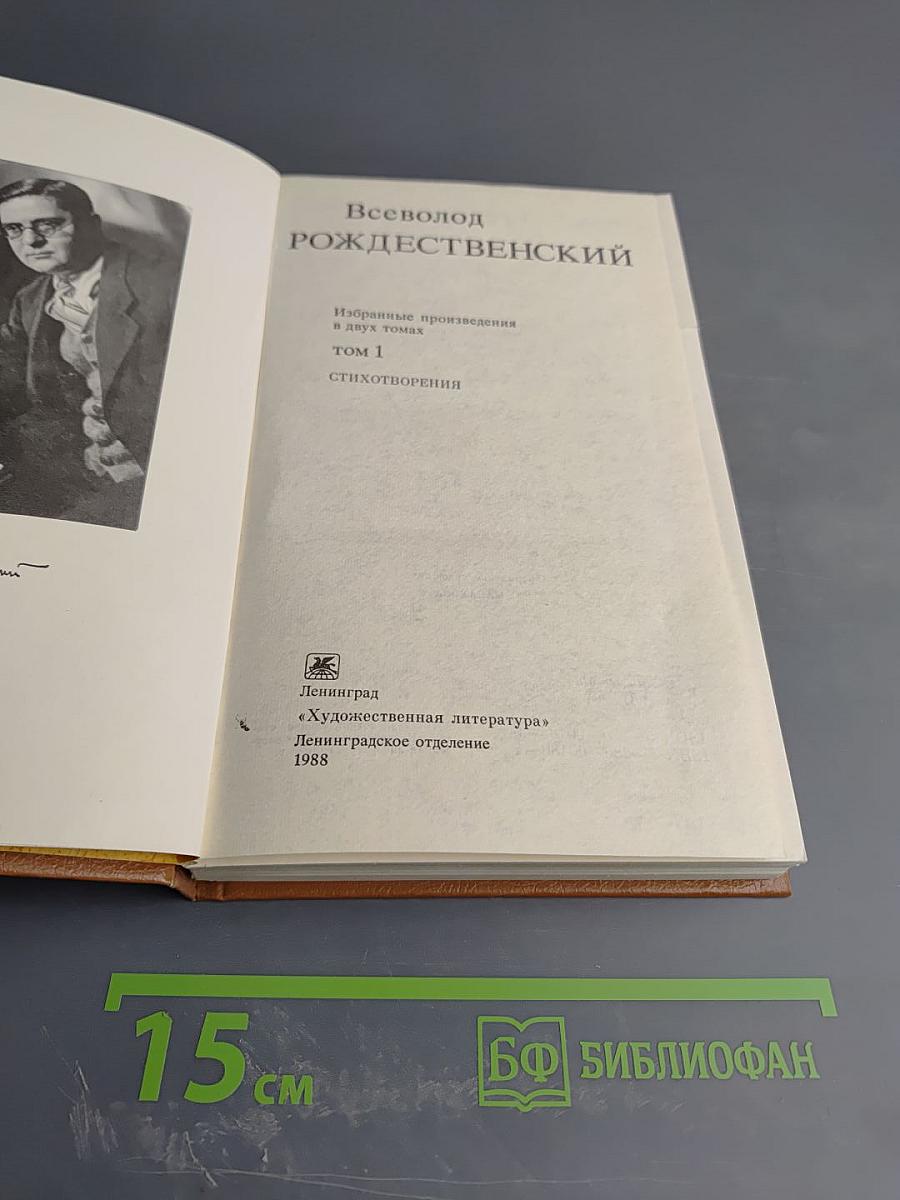 Всеволод
РОЖДЕСТВЕНСКИЙ
Избранные произведения
в двух томах
том 1
СТИХОТВОРЕНИЯ
Ленинград
«Художественная литература»
Ленинградское отделение
1988
15 см
БФ БИБЛИОФАН